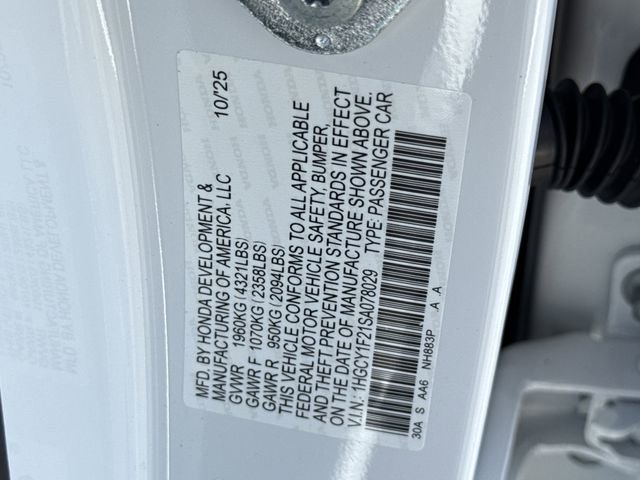 MFD. BY HONDA DEVELOPMENT & 10/'25
MANUFACTURING OF AMERICA, LLC
GVWR 1960KG (4321LBS)
GAWR F 1070KG (2358LBS)
GAWR R 950KG (2094LBS)
THIS VEHICLE CONFORMS TO ALL APPLICABLE
FEDERAL MOTOR VEHICLE SAFETY, BUMPER,
AND THEFT PREVENTION STANDARDS IN EFFECT
ON THE DATE OF MANUFACTURE SHOWN ABOVE.
V.I.N: 1HGCY1F21SA078029 TYPE: PASSENGER CAR
30A S AA6 NH883P A A